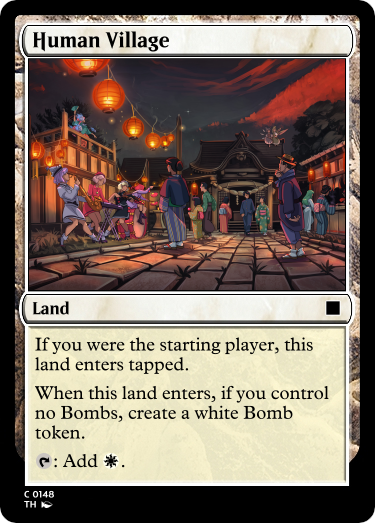 Human Village
Land
If you were the starting player, this
land enters tapped.
When this land enters, if you control
no Bombs, create a white Bomb
token.
: Add .
C 0148
TH